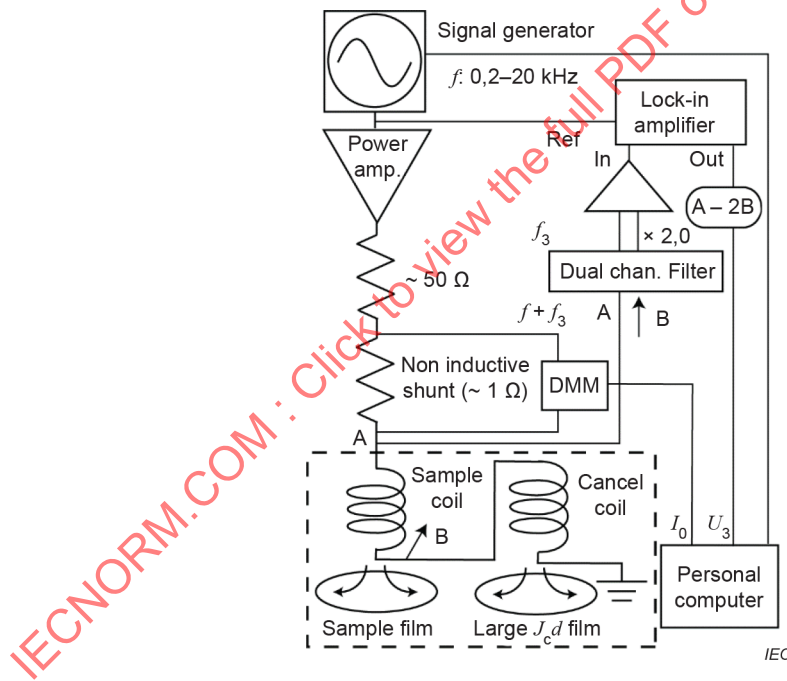 Signal generator
f: 0,2–20 kHz
Lock-in
amplifier
Ref
Power
amp.
In
Out
A – 2B
f3
× 2,0
~ 50 Ω
Dual chan. Filter
f + f3
A
B
Non inductive
shunt (~ 1 Ω)
DMM
A
Sample
coil
Cancel
coil
B
I0
U3
Personal
computer
Sample film
Large Jcd film
IEC
IECNORM.COM : Click to view the full PDF o